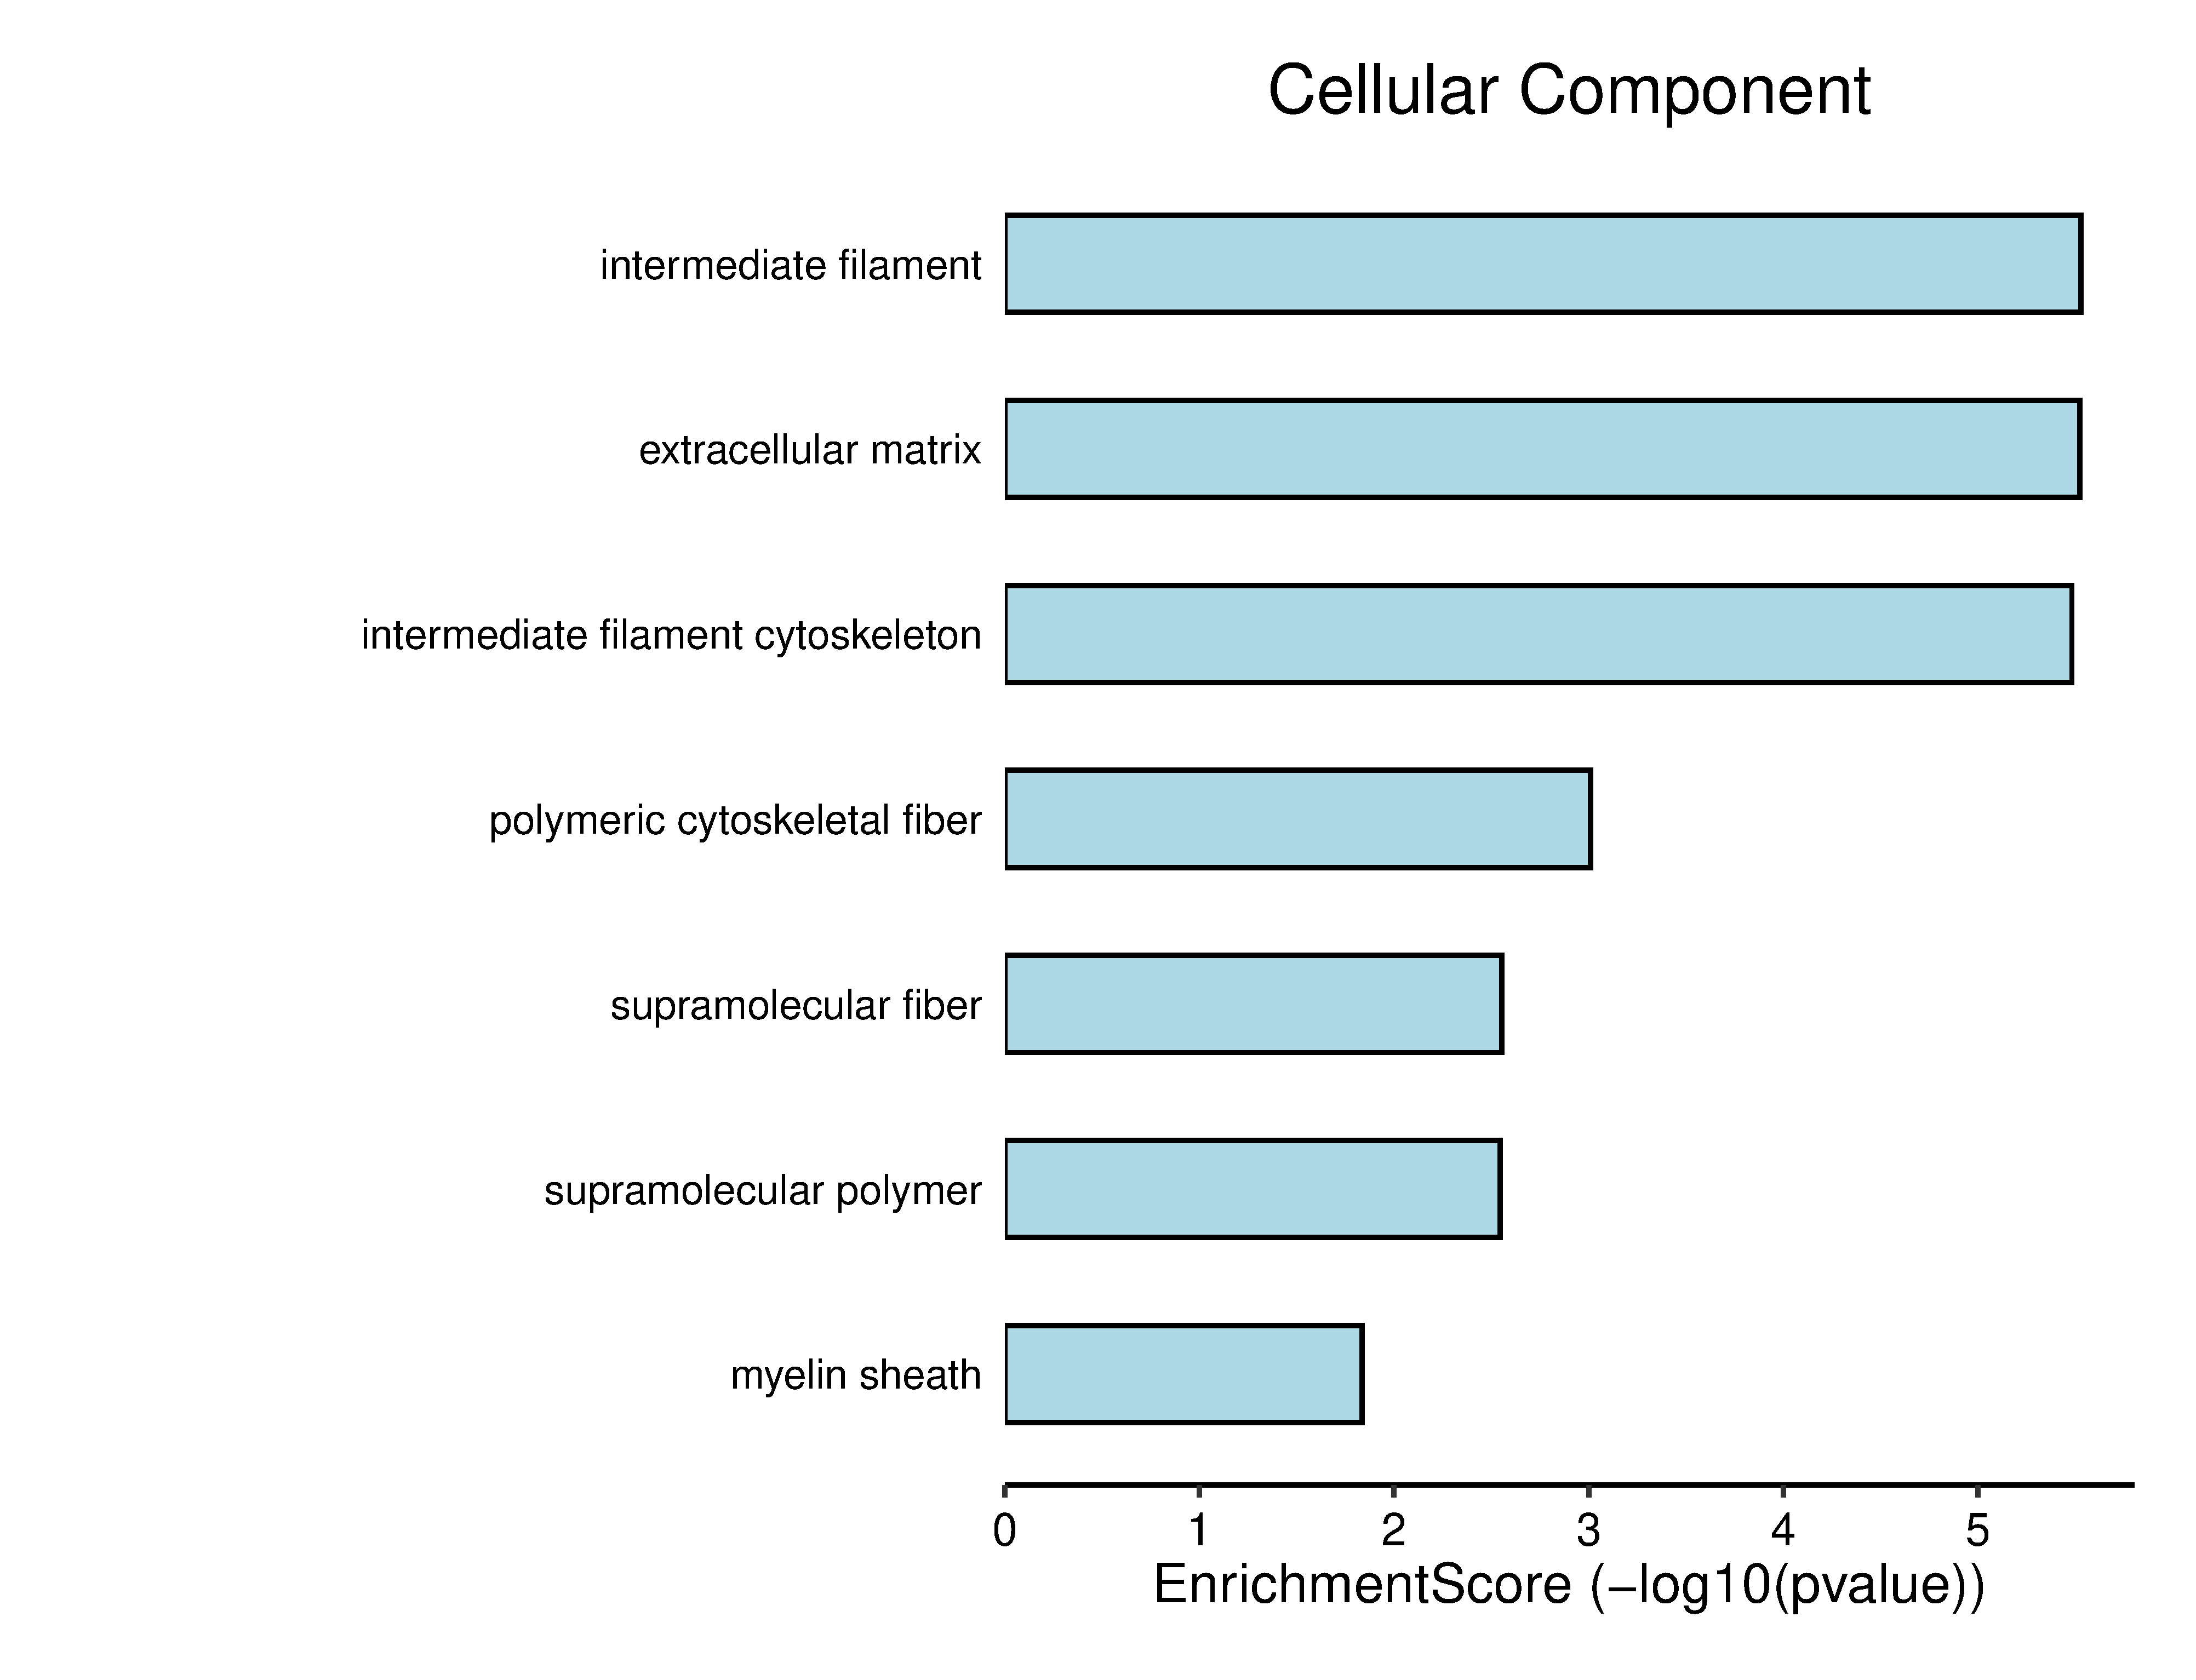 Cellular Component
intermediate filament
extracellular matrix
intermediate filament cytoskeleton
polymeric cytoskeletal fiber
supramolecular fiber
supramolecular polymer
myelin sheath
0 1 2 3 4 5
EnrichmentScore (−log10(pvalue))